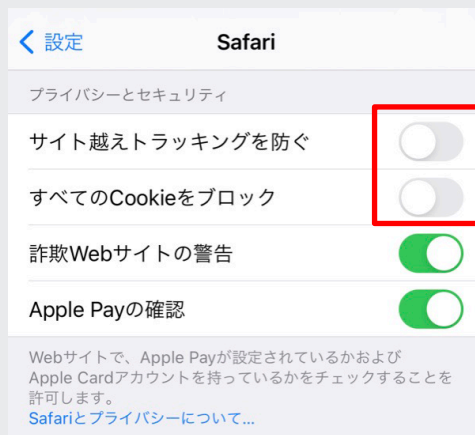 設定
Safari
プライバシーとセキュリティ
サイト越えトラッキングを防ぐ
すべてのCookieをブロック
詐欺Webサイトの警告
Apple Payの確認
Webサイトで、Apple Payが設定されているかおよび
Apple Cardアカウントを持っているかをチェックすることを
許可します。
Safariとプライバシーについて...